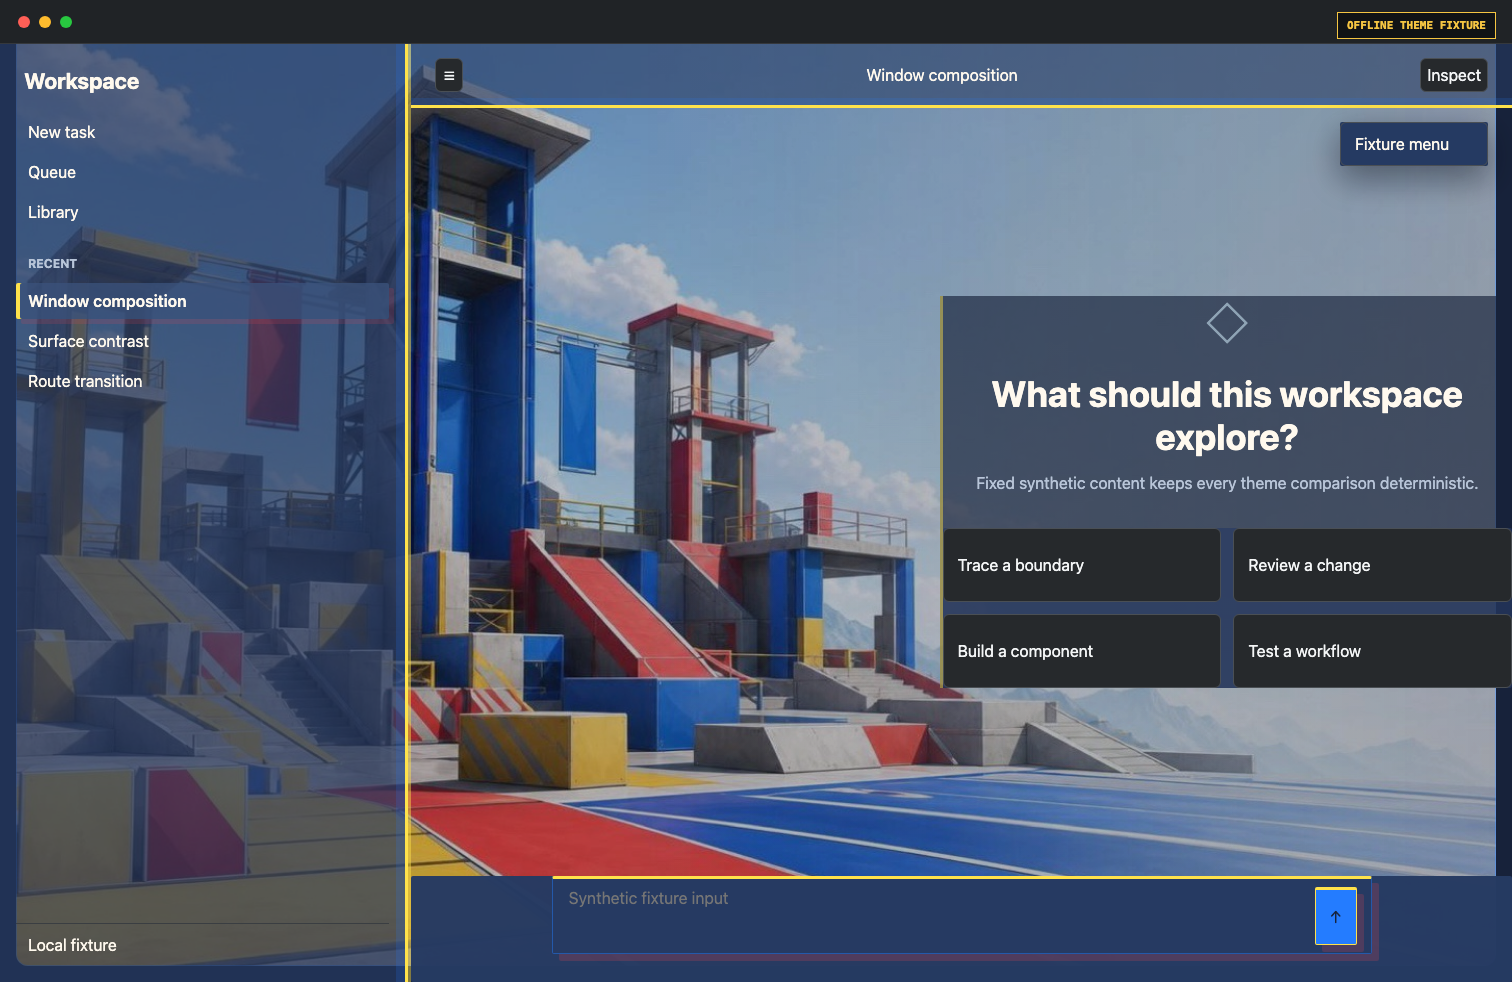 OFFLINE THEME FIXTURE
Workspace
New task
Queue
Library
RECENT
Window composition
Surface contrast
Route transition
Local fixture
Window composition
Inspect
Fixture menu
What should this workspace
explore?
Fixed synthetic content keeps every theme comparison deterministic.
Trace a boundary
Review a change
Build a component
Test a workflow
Synthetic fixture input